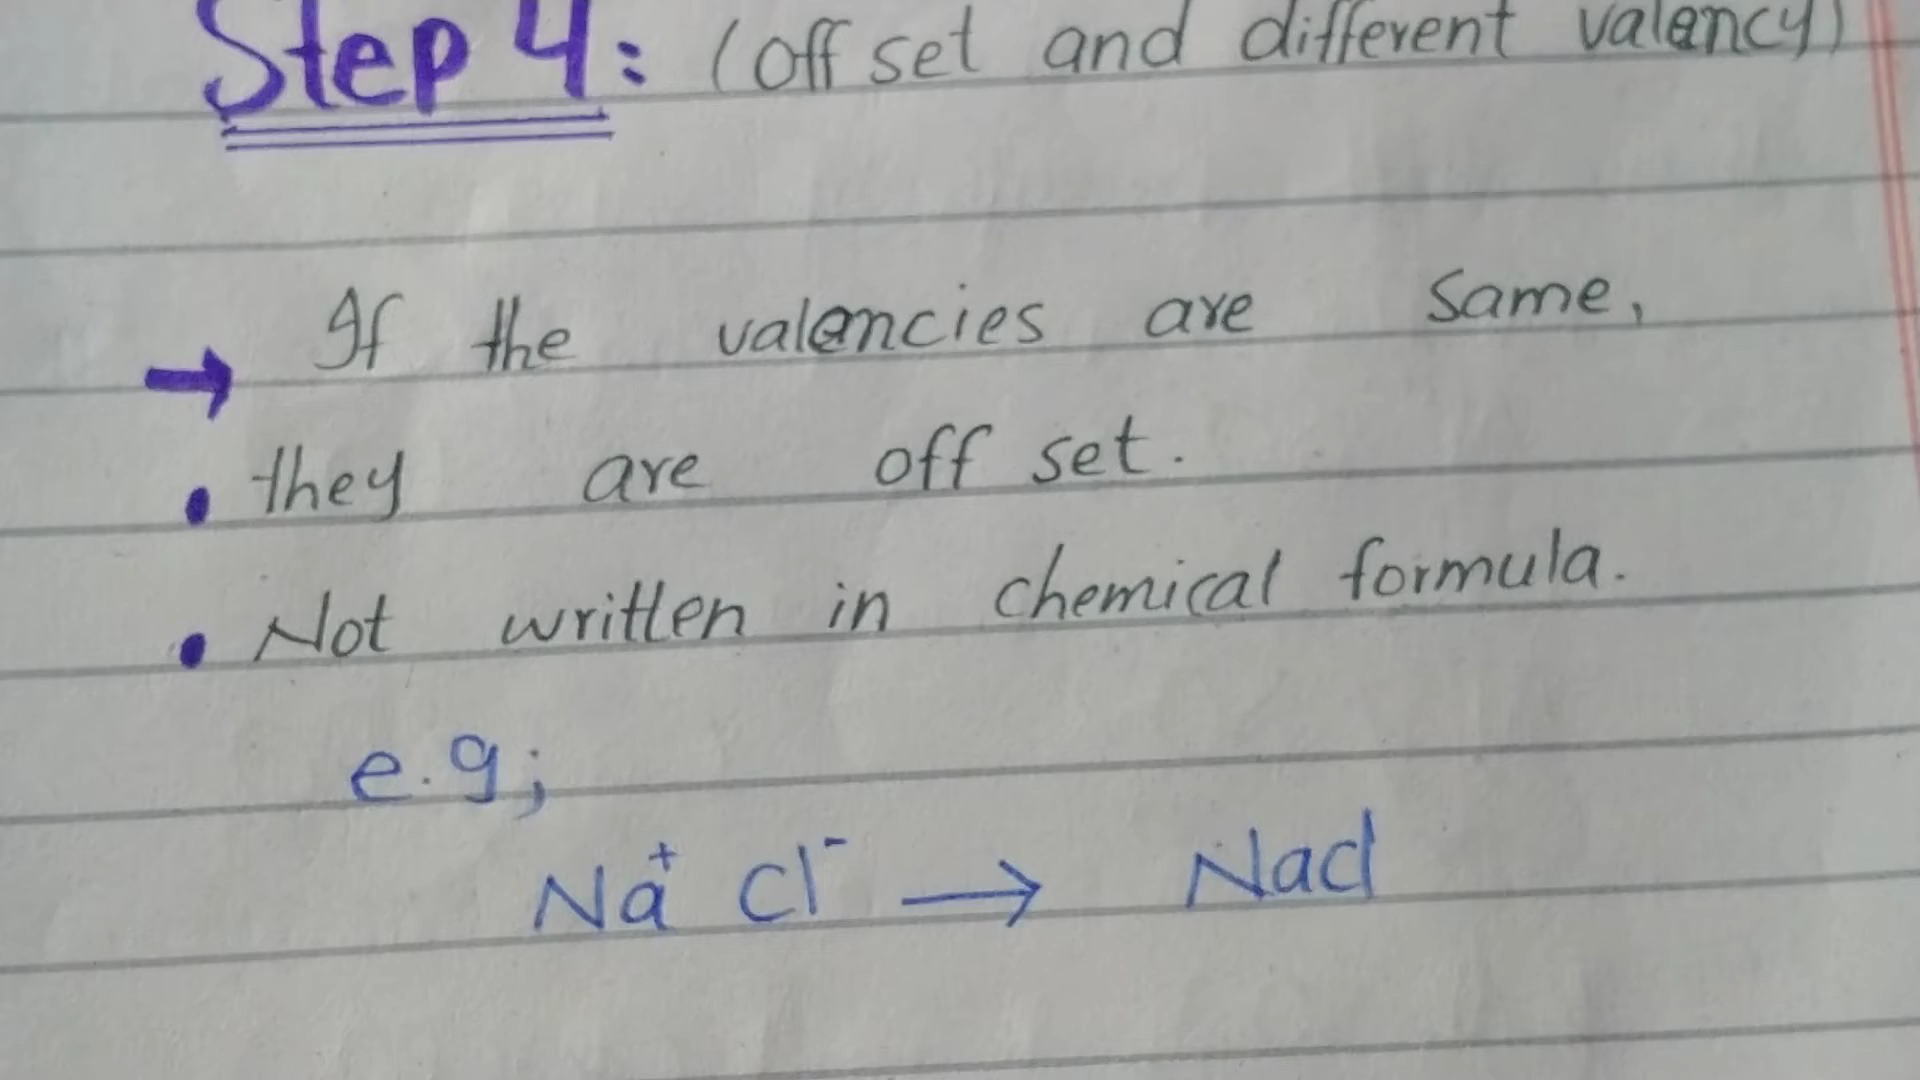 Step 4: (off set and different valency)
→ If the valencies are same,
• they are off set.
• Not written in chemical formula.
e.g;
Na⁺ Cl⁻ → Nacl